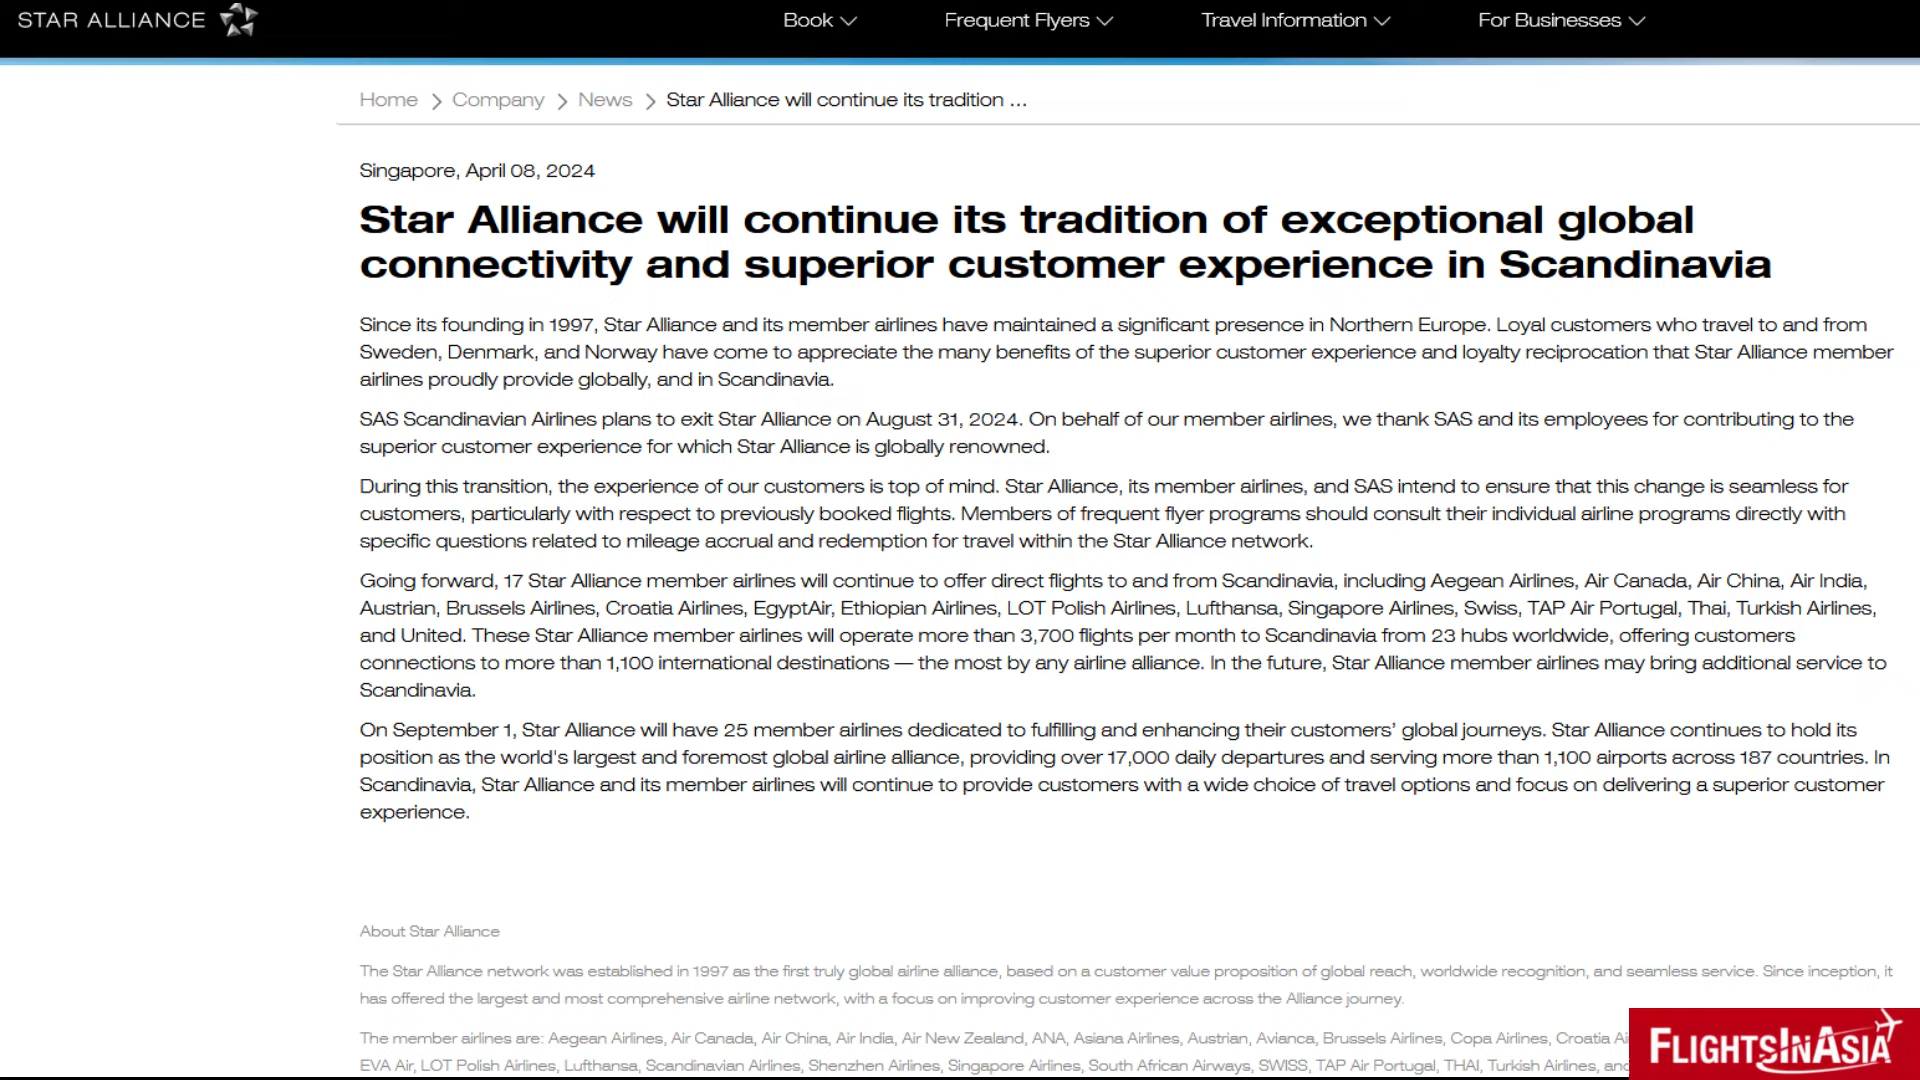 STAR ALLIANCE
Book
Frequent Flyers
Travel Information
For Businesses
Home > Company > News > Star Alliance will continue its tradition ...
Singapore, April 08, 2024
Star Alliance will continue its tradition of exceptional global
connectivity and superior customer experience in Scandinavia
Since its founding in 1997, Star Alliance and its member airlines have maintained a significant presence in Northern Europe. Loyal customers who travel to and from
Sweden, Denmark, and Norway have come to appreciate the many benefits of the superior customer experience and loyalty reciprocation that Star Alliance member
airlines proudly provide globally, and in Scandinavia.
SAS Scandinavian Airlines plans to exit Star Alliance on August 31, 2024. On behalf of our member airlines, we thank SAS and its employees for contributing to the
superior customer experience for which Star Alliance is globally renowned.
During this transition, the experience of our customers is top of mind. Star Alliance, its member airlines, and SAS intend to ensure that this change is seamless for
customers, particularly with respect to previously booked flights. Members of frequent flyer programs should consult their individual airline programs directly with
specific questions related to mileage accrual and redemption for travel within the Star Alliance network.
Going forward, 17 Star Alliance member airlines will continue to offer direct flights to and from Scandinavia, including Aegean Airlines, Air Canada, Air China, Air India,
Austrian, Brussels Airlines, Croatia Airlines, EgyptAir, Ethiopian Airlines, LOT Polish Airlines, Lufthansa, Singapore Airlines, Swiss, TAP Air Portugal, Thai, Turkish Airlines,
and United. These Star Alliance member airlines will operate more than 3,700 flights per month to Scandinavia from 23 hubs worldwide, offering customers
connections to more than 1,100 international destinations — the most by any airline alliance. In the future, Star Alliance member airlines may bring additional service to
Scandinavia.
On September 1, Star Alliance will have 25 member airlines dedicated to fulfilling and enhancing their customers’ global journeys. Star Alliance continues to hold its
position as the world's largest and foremost global airline alliance, providing over 17,000 daily departures and serving more than 1,100 airports across 187 countries. In
Scandinavia, Star Alliance and its member airlines will continue to provide customers with a wide choice of travel options and focus on delivering a superior customer
experience.
About Star Alliance
The Star Alliance network was established in 1997 as the first truly global airline alliance, based on a customer value proposition of global reach, worldwide recognition, and seamless service. Since inception, it
has offered the largest and most comprehensive airline network, with a focus on improving customer experience across the Alliance journey.
The member airlines are: Aegean Airlines, Air Canada, Air China, Air India, Air New Zealand, ANA, Asiana Airlines, Austrian, Avianca, Brussels Airlines, Copa Airlines, Croatia
EVA Air, LOT Polish Airlines, Lufthansa, Scandinavian Airlines, Shenzhen Airlines, Singapore Airlines, South African Airways, SWISS, TAP Air Portugal, THAI, Turkish Airlines,
FLIGHTSINASIA